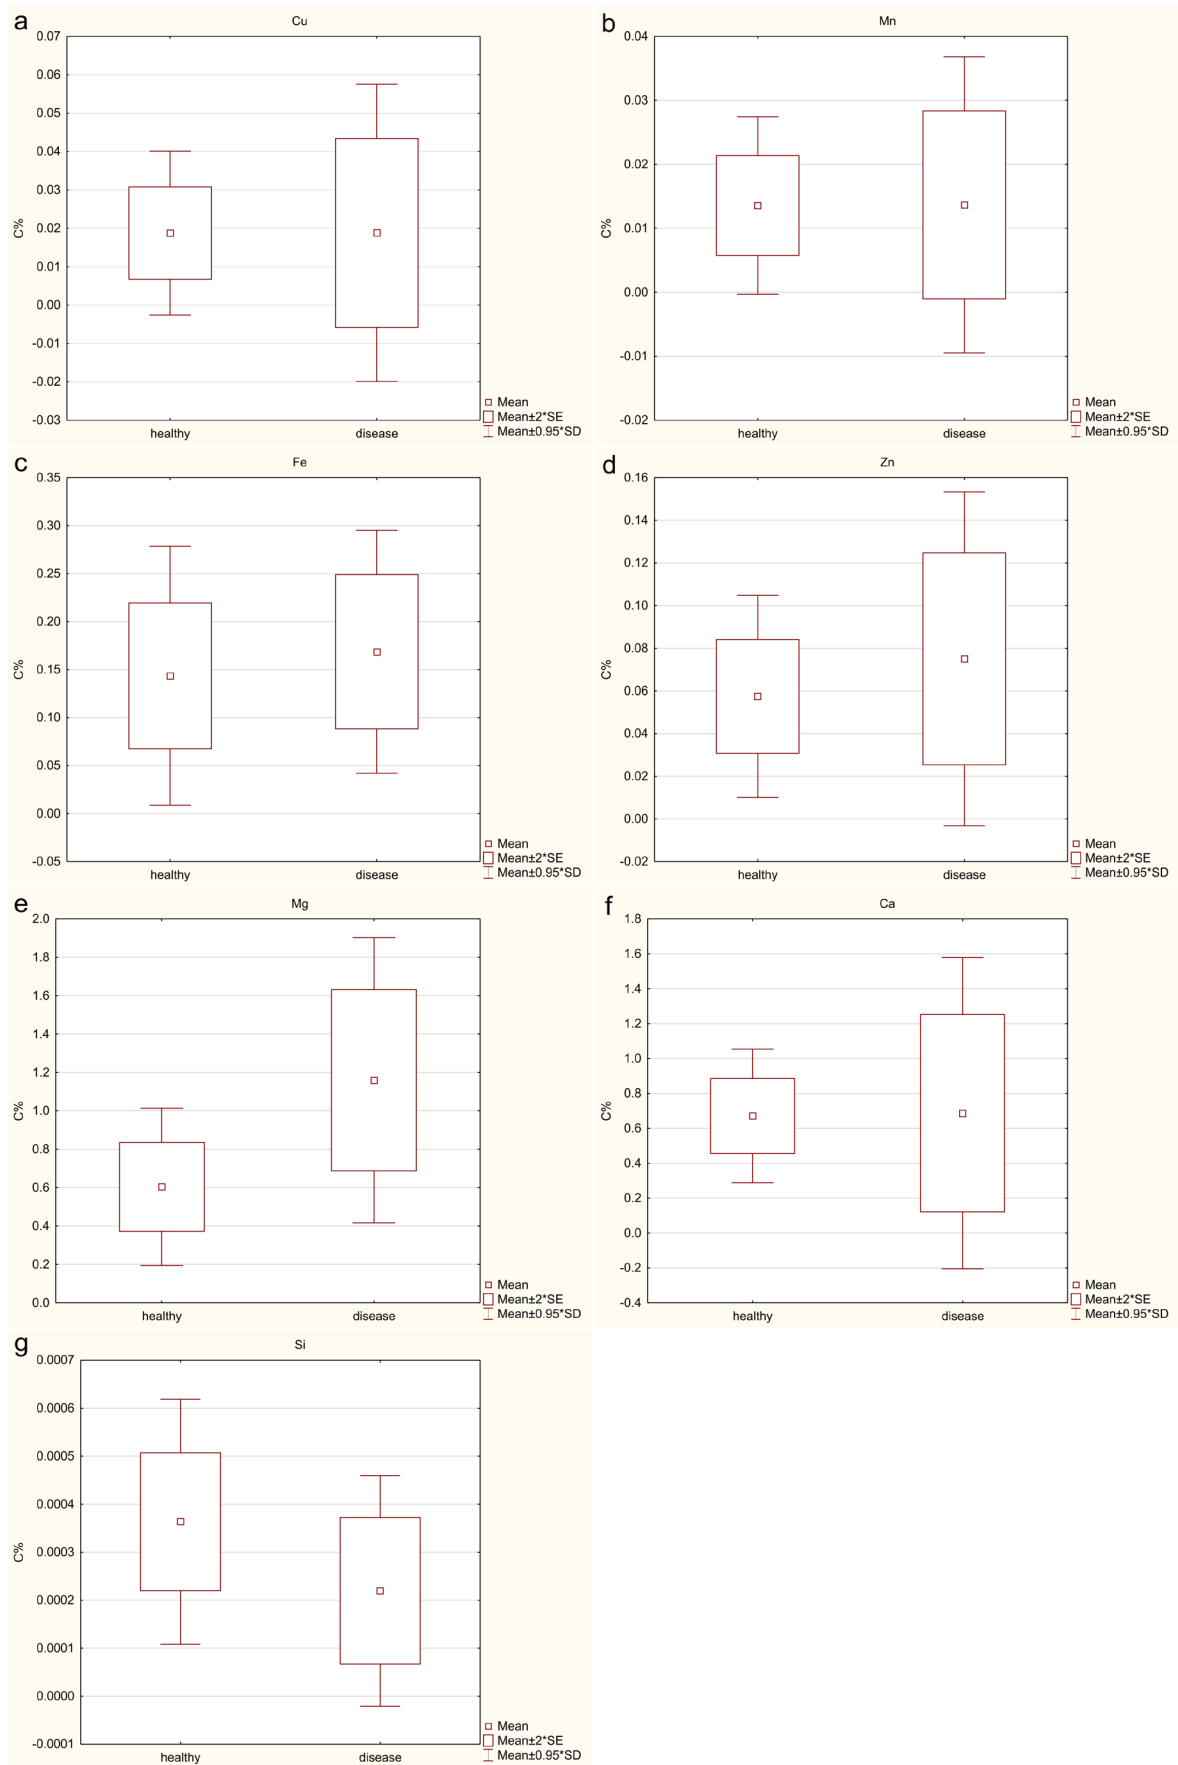 a
Cu
0.07
0.06
0.05
0.04
0.03
0.02
0.01
0.00
-0.01
-0.02
-0.03
C%
healthy disease
Mean
Mean±2*SE
Mean±0.95*SD
b
Mn
0.04
0.03
0.02
0.01
0.00
-0.01
-0.02
C%
healthy disease
Mean
Mean±2*SE
Mean±0.95*SD
c
Fe
0.35
0.30
0.25
0.20
0.15
0.10
0.05
0.00
-0.05
C%
healthy disease
Mean
Mean±2*SE
Mean±0.95*SD
d
Zn
0.16
0.14
0.12
0.10
0.08
0.06
0.04
0.02
0.00
-0.02
C%
healthy disease
Mean
Mean±2*SE
Mean±0.95*SD
e
Mg
2.0
1.8
1.6
1.4
1.2
1.0
0.8
0.6
0.4
0.2
0.0
C%
healthy disease
Mean
Mean±2*SE
Mean±0.95*SD
f
Ca
1.8
1.6
1.4
1.2
1.0
0.8
0.6
0.4
0.2
0.0
-0.2
-0.4
C%
healthy disease
Mean
Mean±2*SE
Mean±0.95*SD
g
Si
0.0007
0.0006
0.0005
0.0004
0.0003
0.0002
0.0001
0.0000
-0.0001
C%
healthy disease
Mean
Mean±2*SE
Mean±0.95*SD